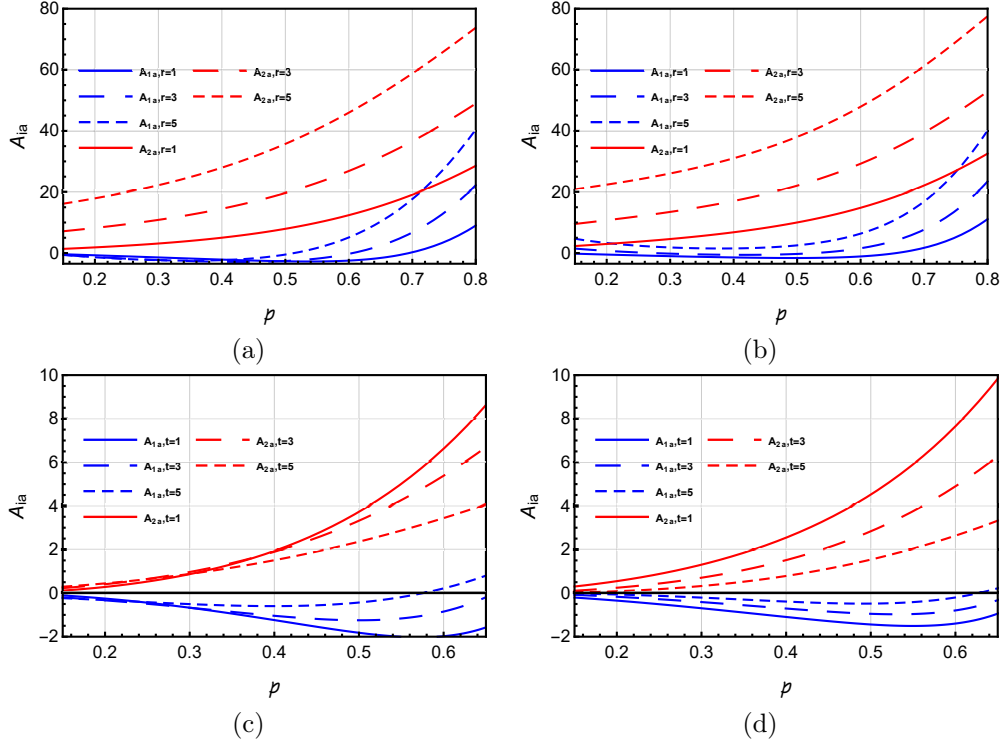 80
60
40
20
0
A_ia
A1a,r=1 A2a,r=3
A1a,r=3 A2a,r=5
A1a,r=5
A2a,r=1
0.2 0.3 0.4 0.5 0.6 0.7 0.8
p
(a)
80
60
40
20
0
A_ia
A1a,r=1 A2a,r=3
A1a,r=3 A2a,r=5
A1a,r=5
A2a,r=1
0.2 0.3 0.4 0.5 0.6 0.7 0.8
p
(b)
10
8
6
4
2
0
−2
A_ia
A1a,t=1 A2a,t=3
A1a,t=3 A2a,t=5
A1a,t=5
A2a,t=1
0.2 0.3 0.4 0.5 0.6
p
(c)
10
8
6
4
2
0
−2
A_ia
A1a,t=1 A2a,t=3
A1a,t=3 A2a,t=5
A1a,t=5
A2a,t=1
0.2 0.3 0.4 0.5 0.6
p
(d)